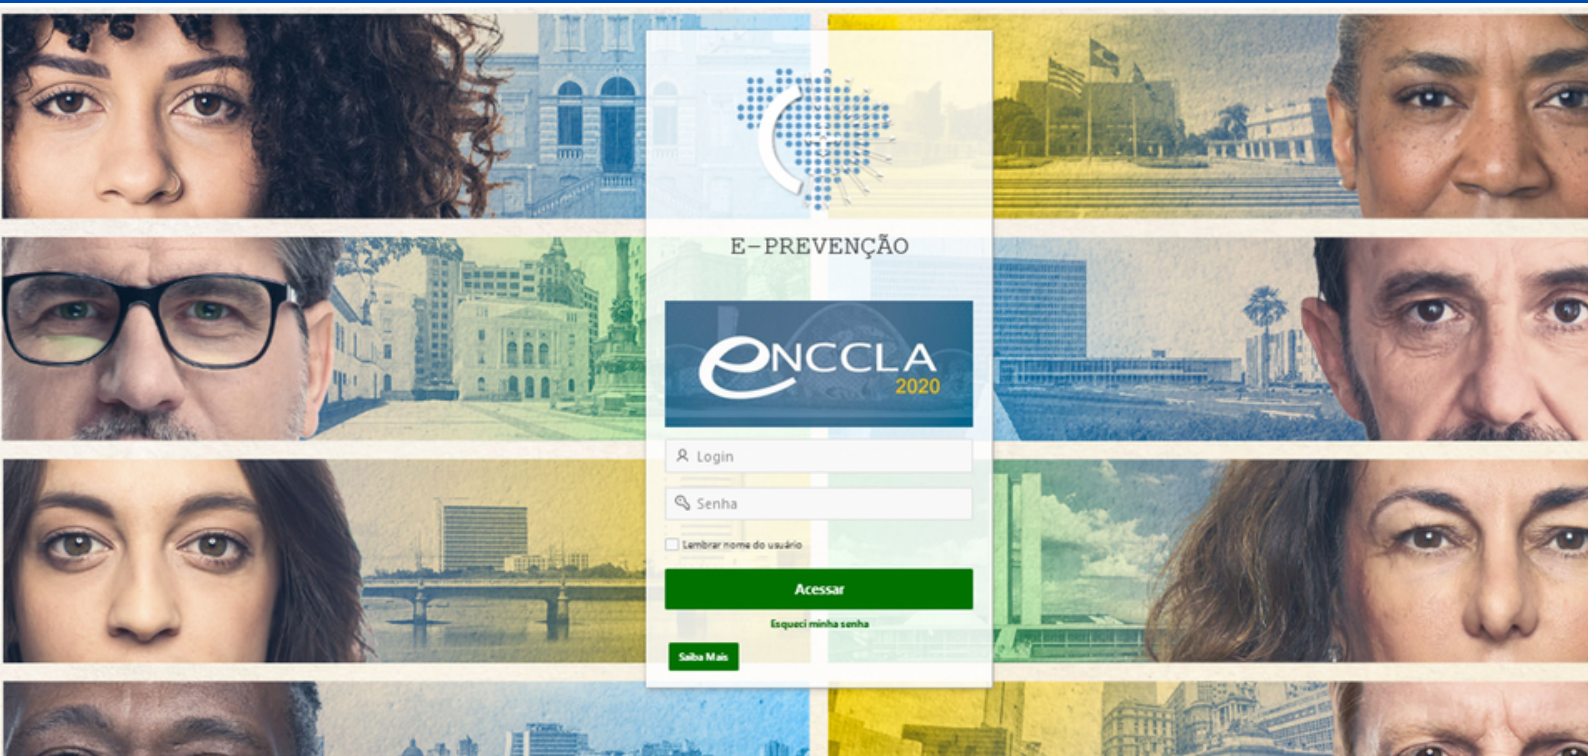 E-PREVENÇÃO
eNCCLA
2020
Login
Senha
Lembrar nome do usuário
Acessar
Esqueci minha senha
Saiba Mais